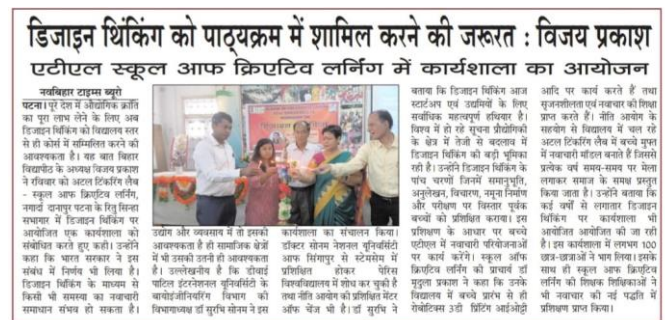 डिजाइन थिंकिंग को पाठ्यक्रम में शामिल करने की जरूरत : विजय प्रकाश
एटीएल स्कूल आफ क्रिएटिव लर्निंग में कार्यशाला का आयोजन
नवबिहार टाइम्स ब्यूरो
पटना। पूरे देश में औद्योगिक क्रांति
का पूरा लाभ लेने के लिए अब
डिजाइन थिंकिंग को विद्यालय स्तर
से ही कोर्स में सम्मिलित करने की
आवश्यकता है। यह बात बिहार
विद्यापीठ के अध्यक्ष विजय प्रकाश
ने रविवार को अटल टिंकरिंग लैब
- स्कूल आफ क्रिएटिव लर्निंग,
नगादी दानापुर पटना के रितु सिन्हा
सभागार में डिजाइन थिंकिंग पर
आयोजित एक कार्यशाला को
संबोधित करते हुए कही। उन्होंने
कहा कि भारत सरकार ने इस
संबंध में निर्णय भी लिया है।
डिजाइन थिंकिंग के माध्यम से
किसी भी समस्या का नवाचारी
समाधान संभव हो सकता है।
उद्योग और व्यवसाय में तो इसकी
आवश्यकता है ही सामाजिक क्षेत्रों
में भी उसकी उतनी ही आवश्यकता
है। उल्लेखनीय है कि डीवाई
पाटिल इंटरनेशनल यूनिवर्सिटी के
बायोइंजीनियरिंग विभाग की
विभागाध्यक्ष डॉ सुरभि सोनम ने इस
कार्यशाला का संचालन किया।
डॉक्टर सोनम नेशनल यूनिवर्सिटी
आफ सिंगापुर से स्टेमसेम में
प्रशिक्षित होकर पेरिस
विश्वविद्यालय में शोध कर चुकी है
तथा नीति आयोग की प्रशिक्षित मेंटर
ऑफ चेंज भी है। डॉ सुरभि ने
बताया कि डिजाइन थिंकिंग आज
स्टार्टअप एवं उद्यमियों के लिए
सर्वाधिक महत्वपूर्ण हथियार है।
विश्व में हो रहे सूचना प्रौद्योगिकी
के क्षेत्र में तेजी से बदलाव में
डिजाइन थिंकिंग की बड़ी भूमिका
रही है। उन्होंने डिजाइन थिंकिंग के
पांच चरणों जिनमें समानुभूति,
अनुलेखन, विचारण, नमूना निर्माण
और परीक्षण पर विस्तार पूर्वक
बच्चों को प्रशिक्षित कराया। इस
प्रशिक्षण के आधार पर बच्चे
एटीएल में नवाचारी परियोजनाओं
पर कार्य करेंगे। स्कूल ऑफ
क्रिएटिव लर्निंग की प्राचार्य डॉ
मृदुला प्रकाश ने कहा कि उनके
विद्यालय में बच्चे प्रारंभ से ही
रोबोटिक्स 3डी प्रिंटिंग आईओट्री
आदि पर कार्य करते हैं तथा
सृजनशीलता एवं नवाचार की शिक्षा
प्राप्त करते हैं। नीति आयोग के
सहयोग से विद्यालय में चल रहे
अटल टिंकरिंग लैब में बच्चे मुफ्त
में नवाचारी मॉडल बनाते हैं जिससे
प्रत्येक वर्ष समय-समय पर मेला
लगाकर समाज के समक्ष प्रस्तुत
किया जाता है। उन्होंने बताया कि
कई वर्षों से लगातार डिजाइन
थिंकिंग पर कार्यशाला भी
आयोजित आयोजित की जा रही
है। इस कार्यशाला में लगभग 100
छात्र-छात्राओं ने भाग लिया। इसके
साथ ही स्कूल आफ क्रिएटिव
लर्निंग की शिक्षक शिक्षिकाओं ने
भी नवाचार की नई पद्धति में
प्रशिक्षण प्राप्त किया।